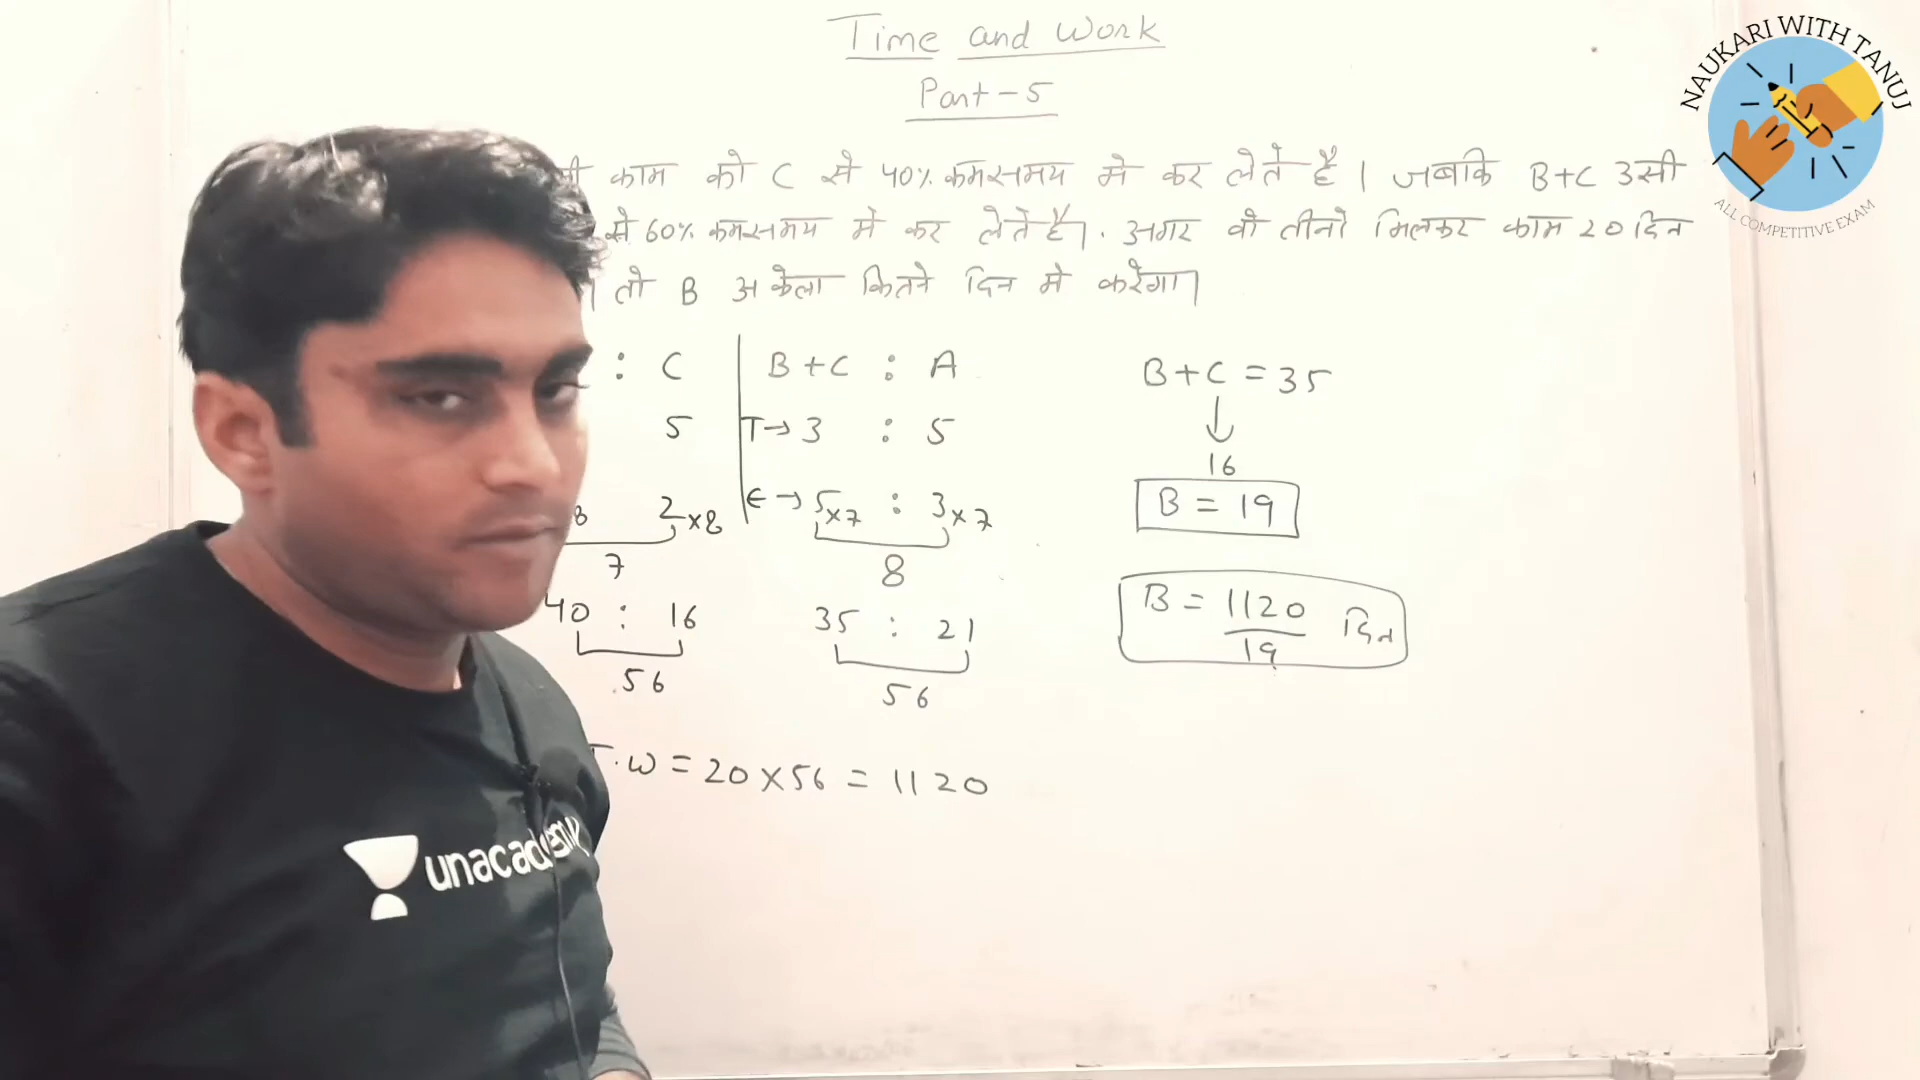 Time and Work
Part-5
NAUKARI WITH TANUJ
ALL COMPETITIVE EXAM
काम को C से 40% कमसमय मे कर लेते है । जबकि B+C उसी
से 60% कमसमय मे कर लेते है। . अगर वो तीनो मिलकर काम 20 दिन
तो B अकेला कितने दिन मे करेगा।
: C
5
2×8
7
40 : 16
56
B+C : A
T→ 3 : 5
E→ 5×7 : 3×7
8
35 : 21
56
T.W = 20×56 = 1120
B+C = 35
↓
16
B = 19
B = 1120/19 दिन
unacademy